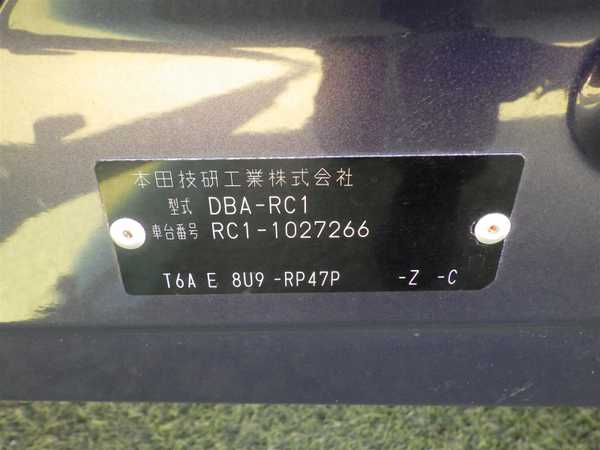 本田技研工業株式会社
型式 DBA-RC1
車台番号 RC1-1027266
T6A E 8U9 -RP47P -Z -C